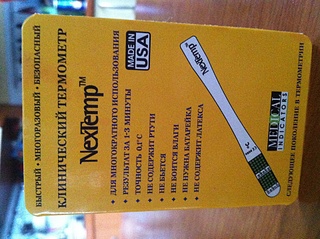 БЫСТРЫЙ • МНОГОРАЗОВЫЙ • БЕЗОПАСНЫЙ
КЛИНИЧЕСКИЙ ТЕРМОМЕТР
NexTemp™
MADE IN
USA
ДЛЯ МНОГОКРАТНОГО ИСПОЛЬЗОВАНИЯ
• РЕЗУЛЬТАТ ЗА 1-3 МИНУТЫ
• ТОЧНОСТЬ 0.1°C
• НЕ СОДЕРЖИТ РТУТИ
• НЕ БЬЕТСЯ
• НЕ БОИТСЯ ВЛАГИ
• НЕ НУЖНА БАТАРЕЙКА
• НЕ СОДЕРЖИТ ЛАТЕКСА
NexTemp
MEDICAL
INDICATORS
СЛЕДУЮЩЕЕ ПОКОЛЕНИЕ В ТЕРМОМЕТРИИ